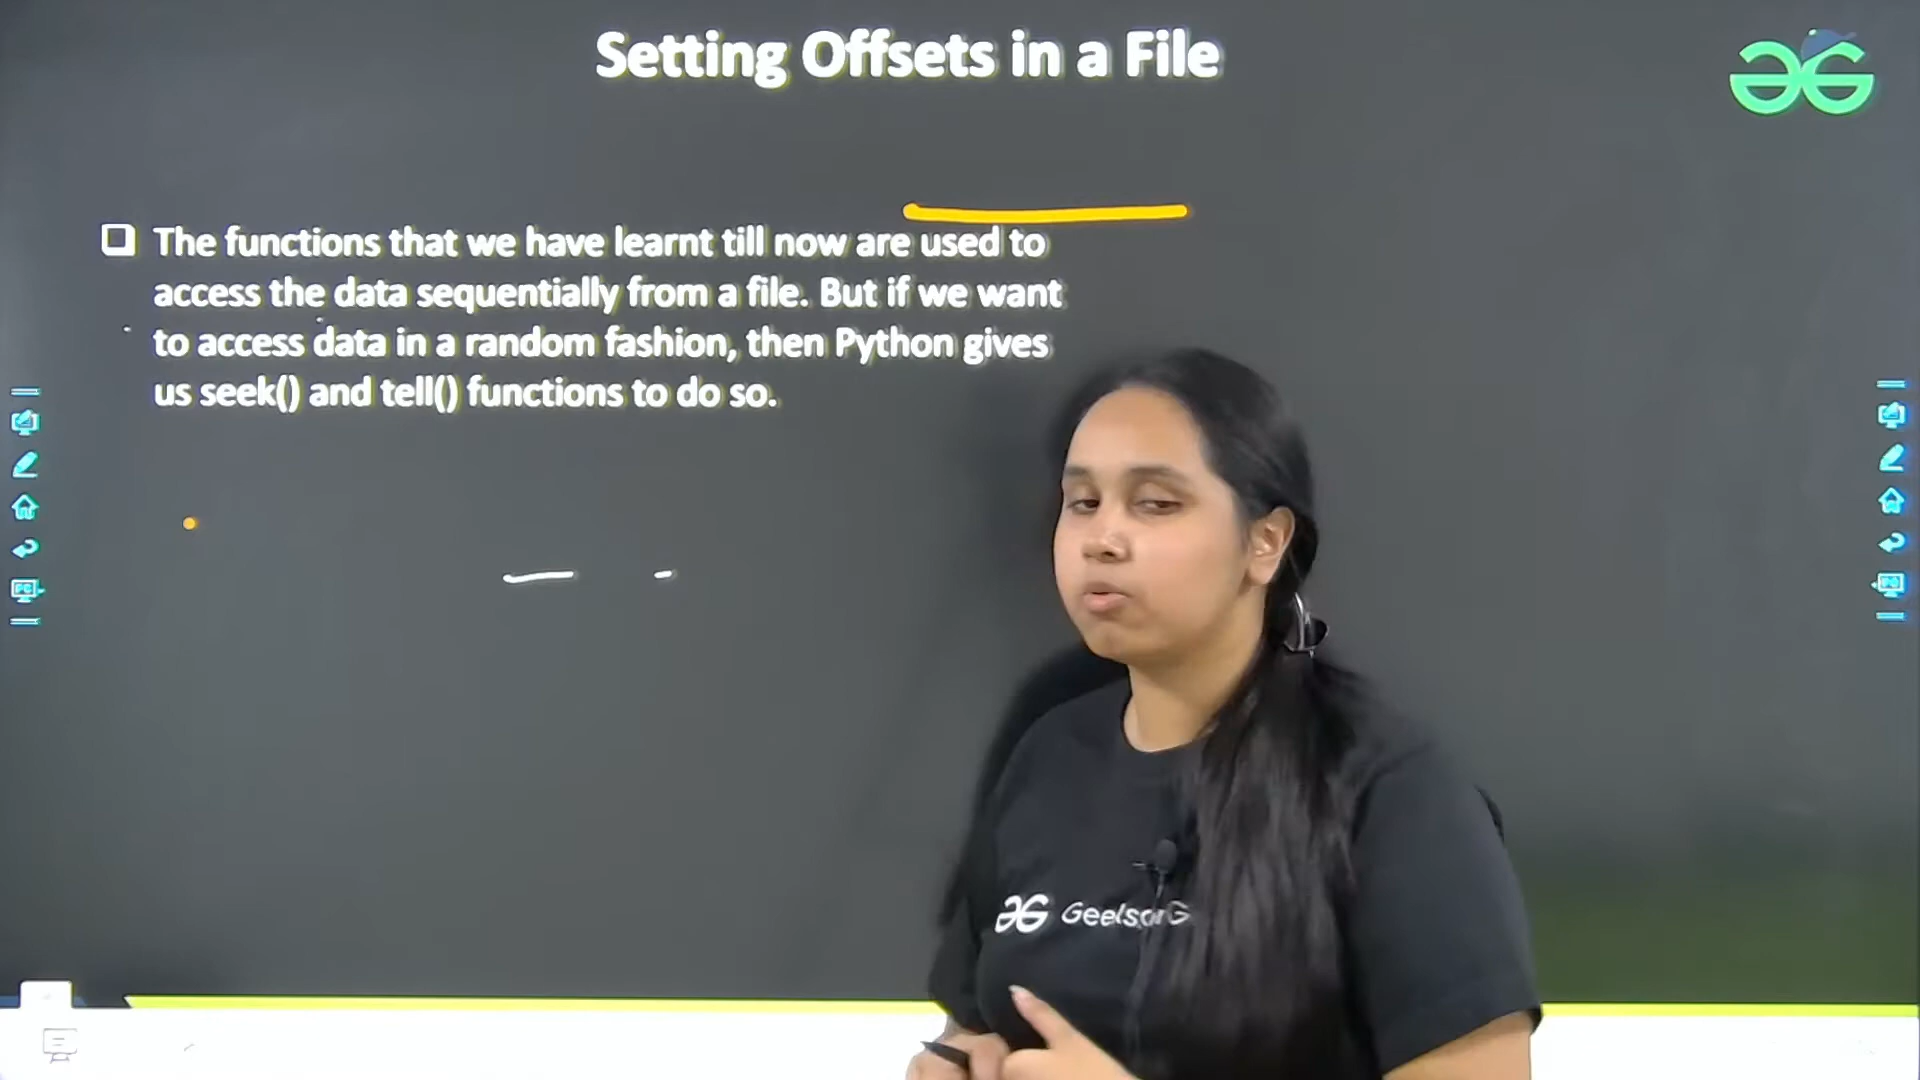 Setting Offsets in a File
The functions that we have learnt till now are used to
access the data sequentially from a file. But if we want
to access data in a random fashion, then Python gives
us seek() and tell() functions to do so.